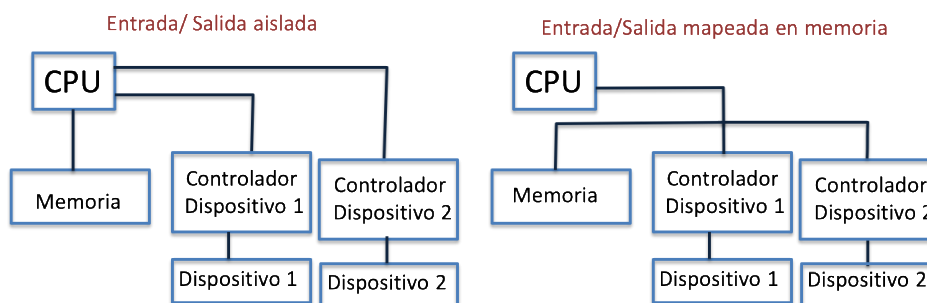 Entrada/ Salida aislada
CPU
Memoria
Controlador
Dispositivo 1
Controlador
Dispositivo 2
Dispositivo 1
Dispositivo 2
Entrada/Salida mapeada en memoria
CPU
Memoria
Controlador
Dispositivo 1
Controlador
Dispositivo 2
Dispositivo 1
Dispositivo 2